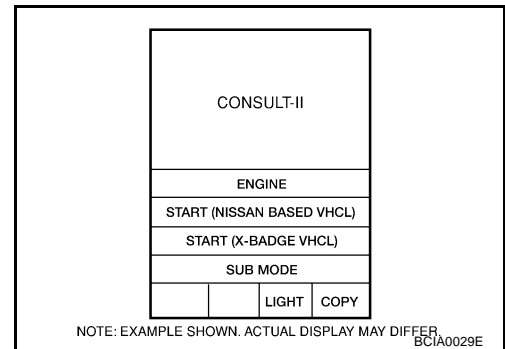 CONSULT-II
ENGINE
START (NISSAN BASED VHCL)
START (X-BADGE VHCL)
SUB MODE
LIGHT COPY
NOTE: EXAMPLE SHOWN. ACTUAL DISPLAY MAY DIFFER.
BCIA0029E